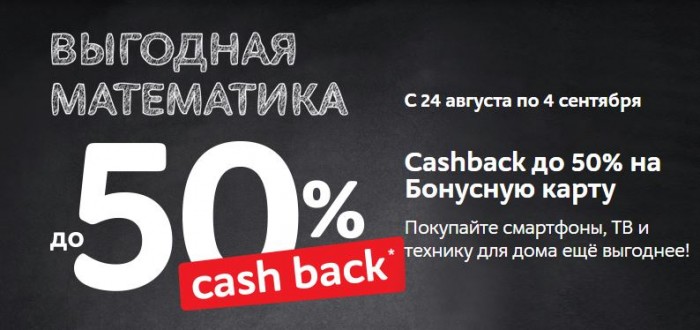 ВЫГОДНАЯ
МАТЕМАТИКА
до 50%
cash back*
С 24 августа по 4 сентября
Cashback до 50% на
Бонусную карту
Покупайте смартфоны, ТВ и
технику для дома ещё выгоднее!